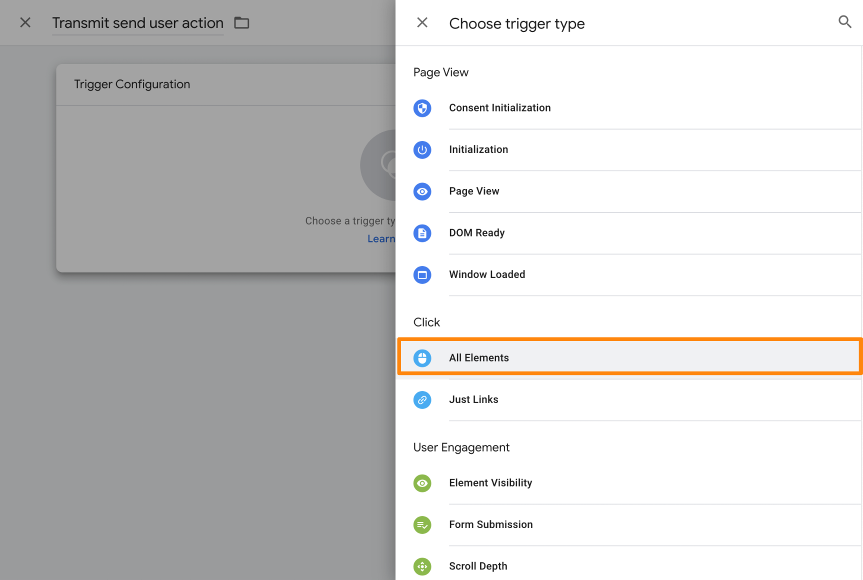 Transmit send user action
Trigger Configuration
Choose a trigger ty
Learn
Choose trigger type
Page View
Consent Initialization
Initialization
Page View
DOM Ready
Window Loaded
Click
All Elements
Just Links
User Engagement
Element Visibility
Form Submission
Scroll Depth